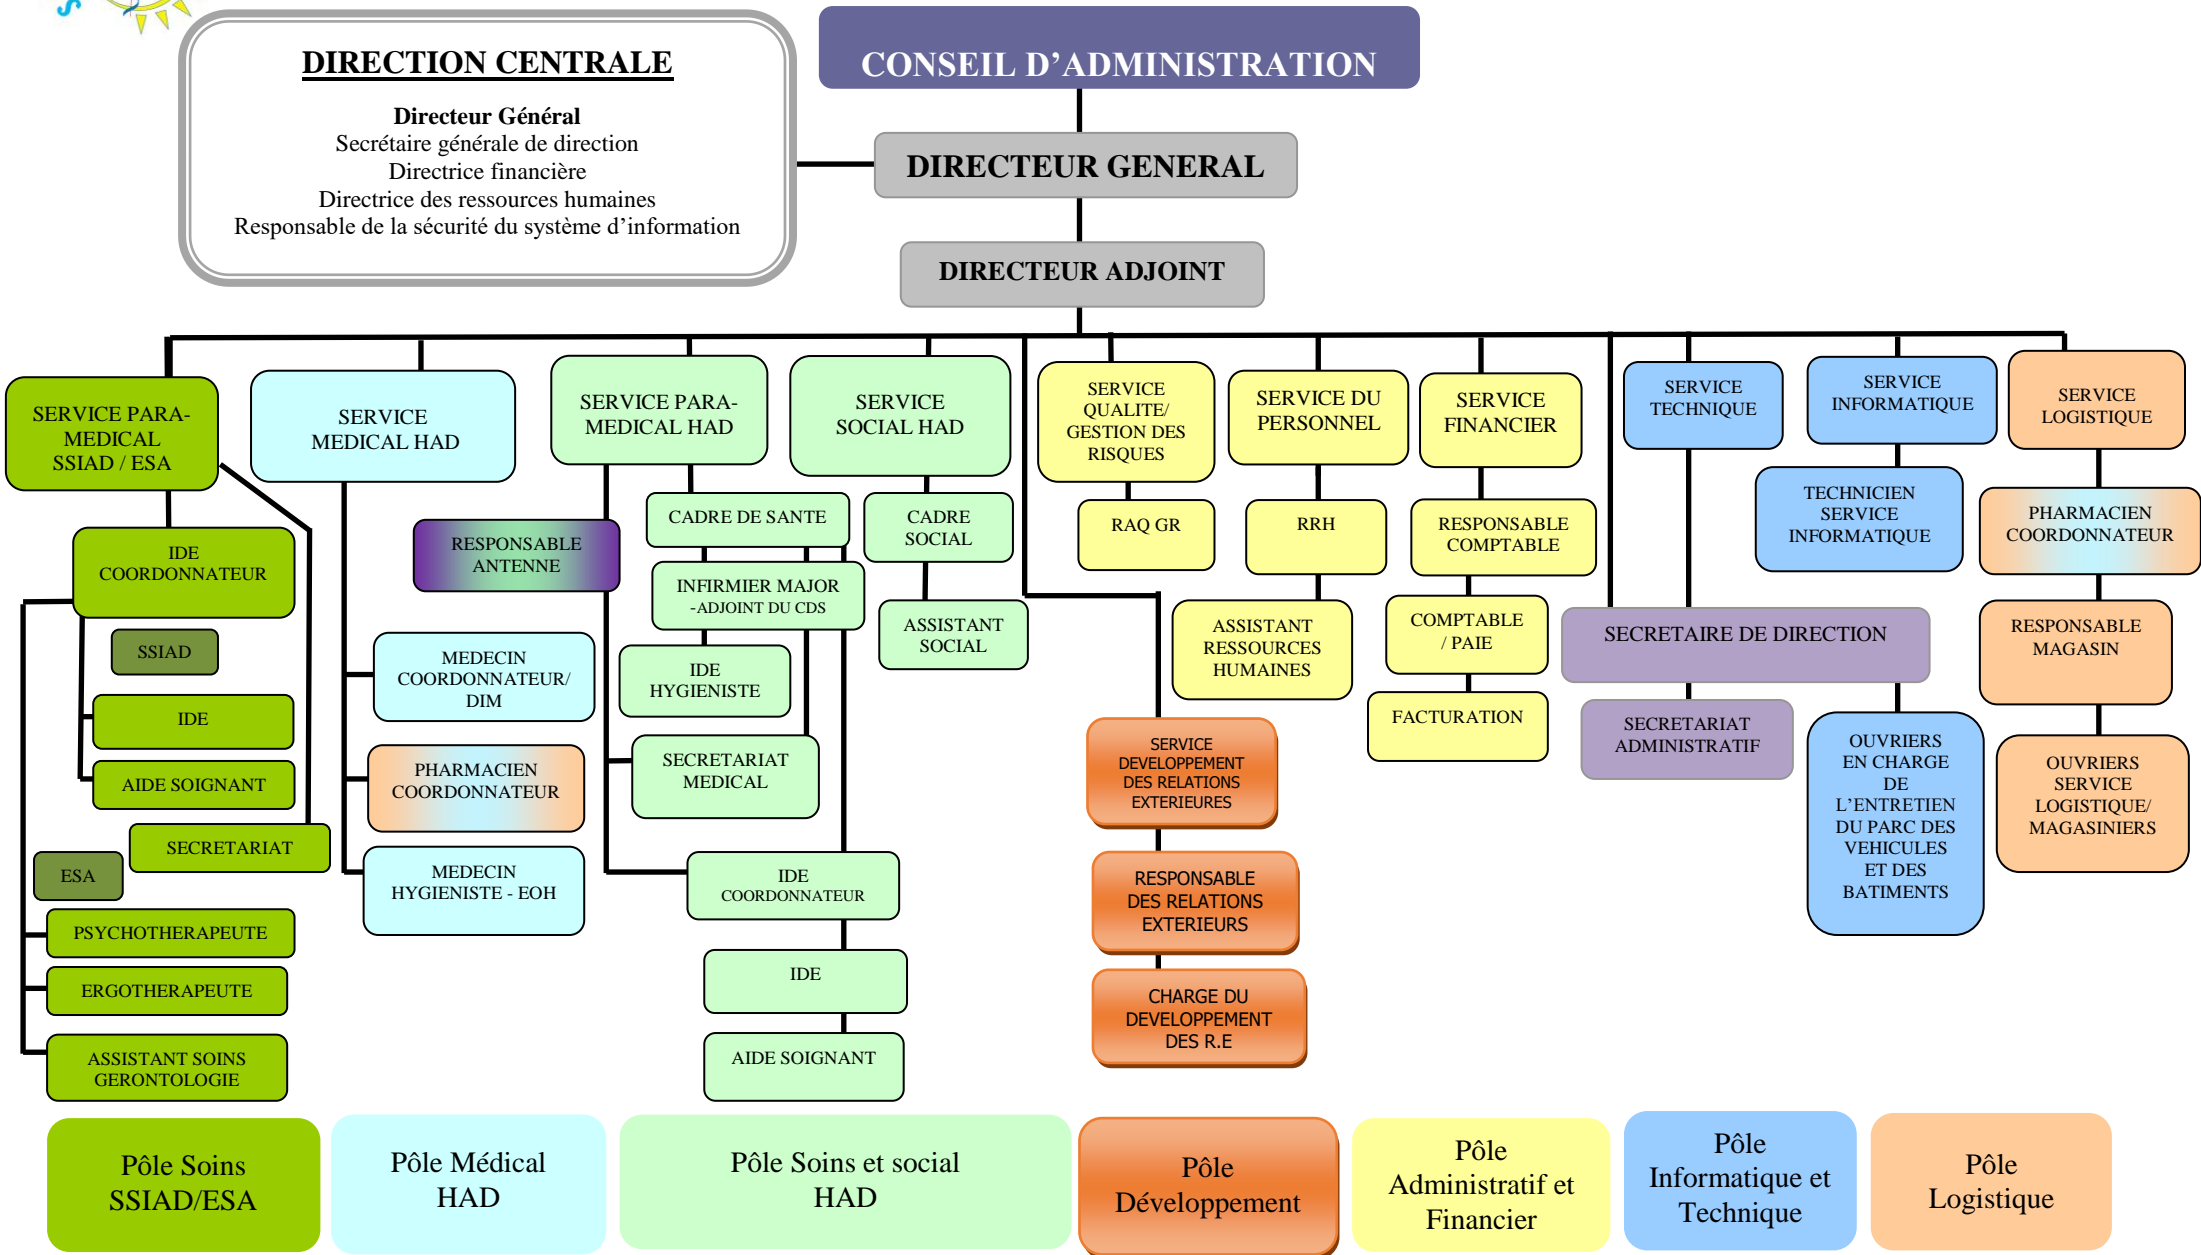 DIRECTION CENTRALE
Directeur Général
Secrétaire générale de direction
Directrice financière
Directrice des ressources humaines
Responsable de la sécurité du système d’information
CONSEIL D’ADMINISTRATION
DIRECTEUR GENERAL
DIRECTEUR ADJOINT
SERVICE PARA-
MEDICAL
SSIAD / ESA
IDE
COORDONNATEUR
SSIAD
IDE
AIDE SOIGNANT
SECRETARIAT
ESA
PSYCHOTHERAPEUTE
ERGOTHERAPEUTE
ASSISTANT SOINS
GERONTOLOGIE
SERVICE
MEDICAL HAD
RESPONSABLE
ANTENNE
MEDECIN
COORDONNATEUR/
DIM
PHARMACIEN
COORDONNATEUR
MEDECIN
HYGIENISTE - EOH
SERVICE PARA-
MEDICAL HAD
CADRE DE SANTE
INFIRMIER MAJOR
-ADJOINT DU CDS
IDE
HYGIENISTE
SECRETARIAT
MEDICAL
IDE
COORDONNATEUR
IDE
AIDE SOIGNANT
SERVICE
SOCIAL HAD
CADRE
SOCIAL
ASSISTANT
SOCIAL
SERVICE
DEVELOPPEMENT
DES RELATIONS
EXTERIEURES
RESPONSABLE
DES RELATIONS
EXTERIEURS
CHARGE DU
DEVELOPPEMENT
DES R.E
SERVICE
QUALITE/
GESTION DES
RISQUES
RAQ GR
SERVICE DU
PERSONNEL
RRH
ASSISTANT
RESSOURCES
HUMAINES
SERVICE
FINANCIER
RESPONSABLE
COMPTABLE
COMPTABLE
/ PAIE
FACTURATION
SERVICE
TECHNIQUE
SECRETAIRE DE DIRECTION
SECRETARIAT
ADMINISTRATIF
SERVICE
INFORMATIQUE
TECHNICIEN
SERVICE
INFORMATIQUE
OUVRIERS
EN CHARGE
DE
L’ENTRETIEN
DU PARC DES
VEHICULES
ET DES
BATIMENTS
SERVICE
LOGISTIQUE
PHARMACIEN
COORDONNATEUR
RESPONSABLE
MAGASIN
OUVRIERS
SERVICE
LOGISTIQUE/
MAGASINIERS
Pôle Soins
SSIAD/ESA
Pôle Médical
HAD
Pôle Soins et social
HAD
Pôle
Développement
Pôle
Administratif et
Financier
Pôle
Informatique et
Technique
Pôle
Logistique